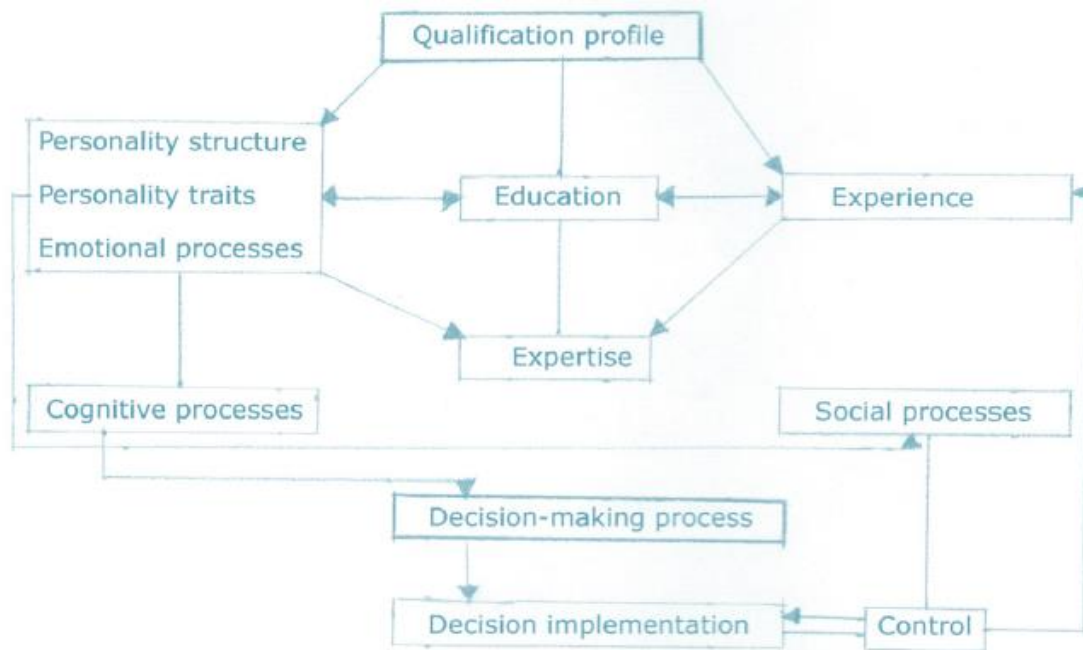 Qualification profile
Personality structure
Personality traits
Education
Experience
Emotional processes
Expertise
Cognitive processes
Social processes
Decision-making process
Decision implementation
Control